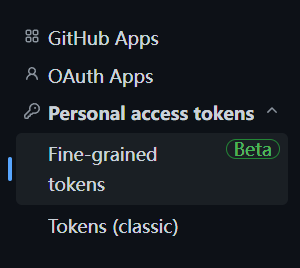 GitHub Apps
OAuth Apps
Personal access tokens
Fine-grained Beta
tokens
Tokens (classic)